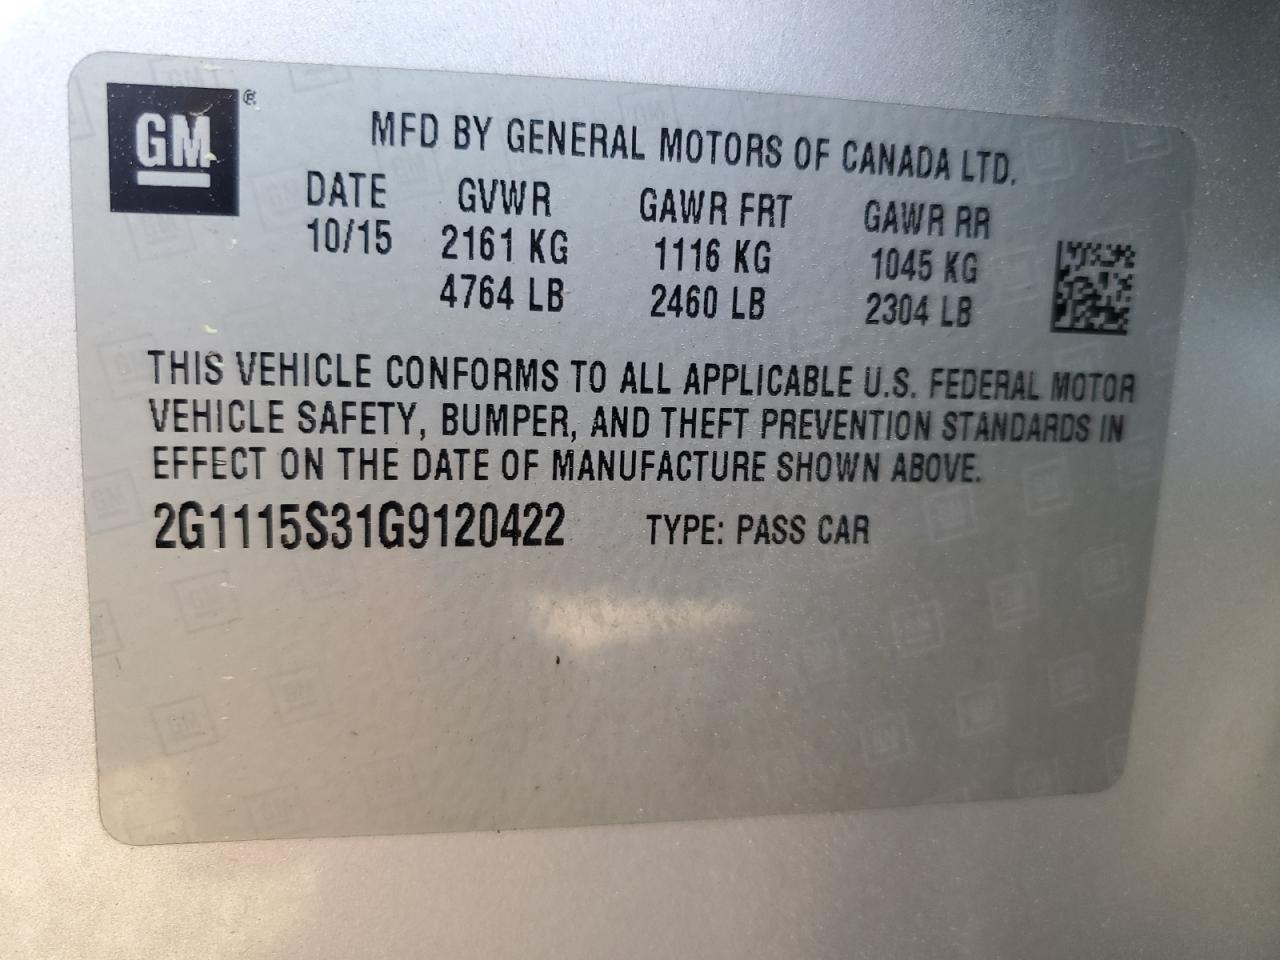 GM®
MFD BY GENERAL MOTORS OF CANADA LTD.
DATE GVWR GAWR FRT GAWR RR
10/15 2161 KG 1116 KG 1045 KG
4764 LB 2460 LB 2304 LB
THIS VEHICLE CONFORMS TO ALL APPLICABLE U.S. FEDERAL MOTOR
VEHICLE SAFETY, BUMPER, AND THEFT PREVENTION STANDARDS IN
EFFECT ON THE DATE OF MANUFACTURE SHOWN ABOVE.
2G1115S31G9120422 TYPE: PASS CAR